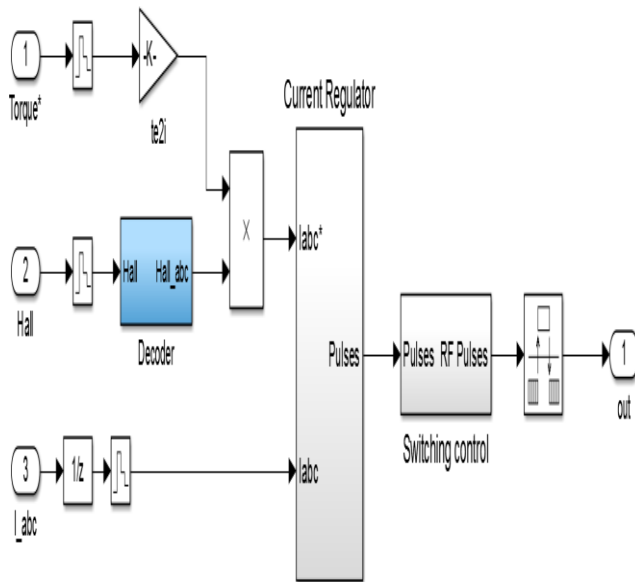 1
Torque*
-K-
te2i
Current Regulator
×
2
Hall
Hall
Hall_abc
Decoder
Iabc*
Pulses
Iabc
Pulses
RF Pulses
Switching control
1
out
3
I_abc
1/z